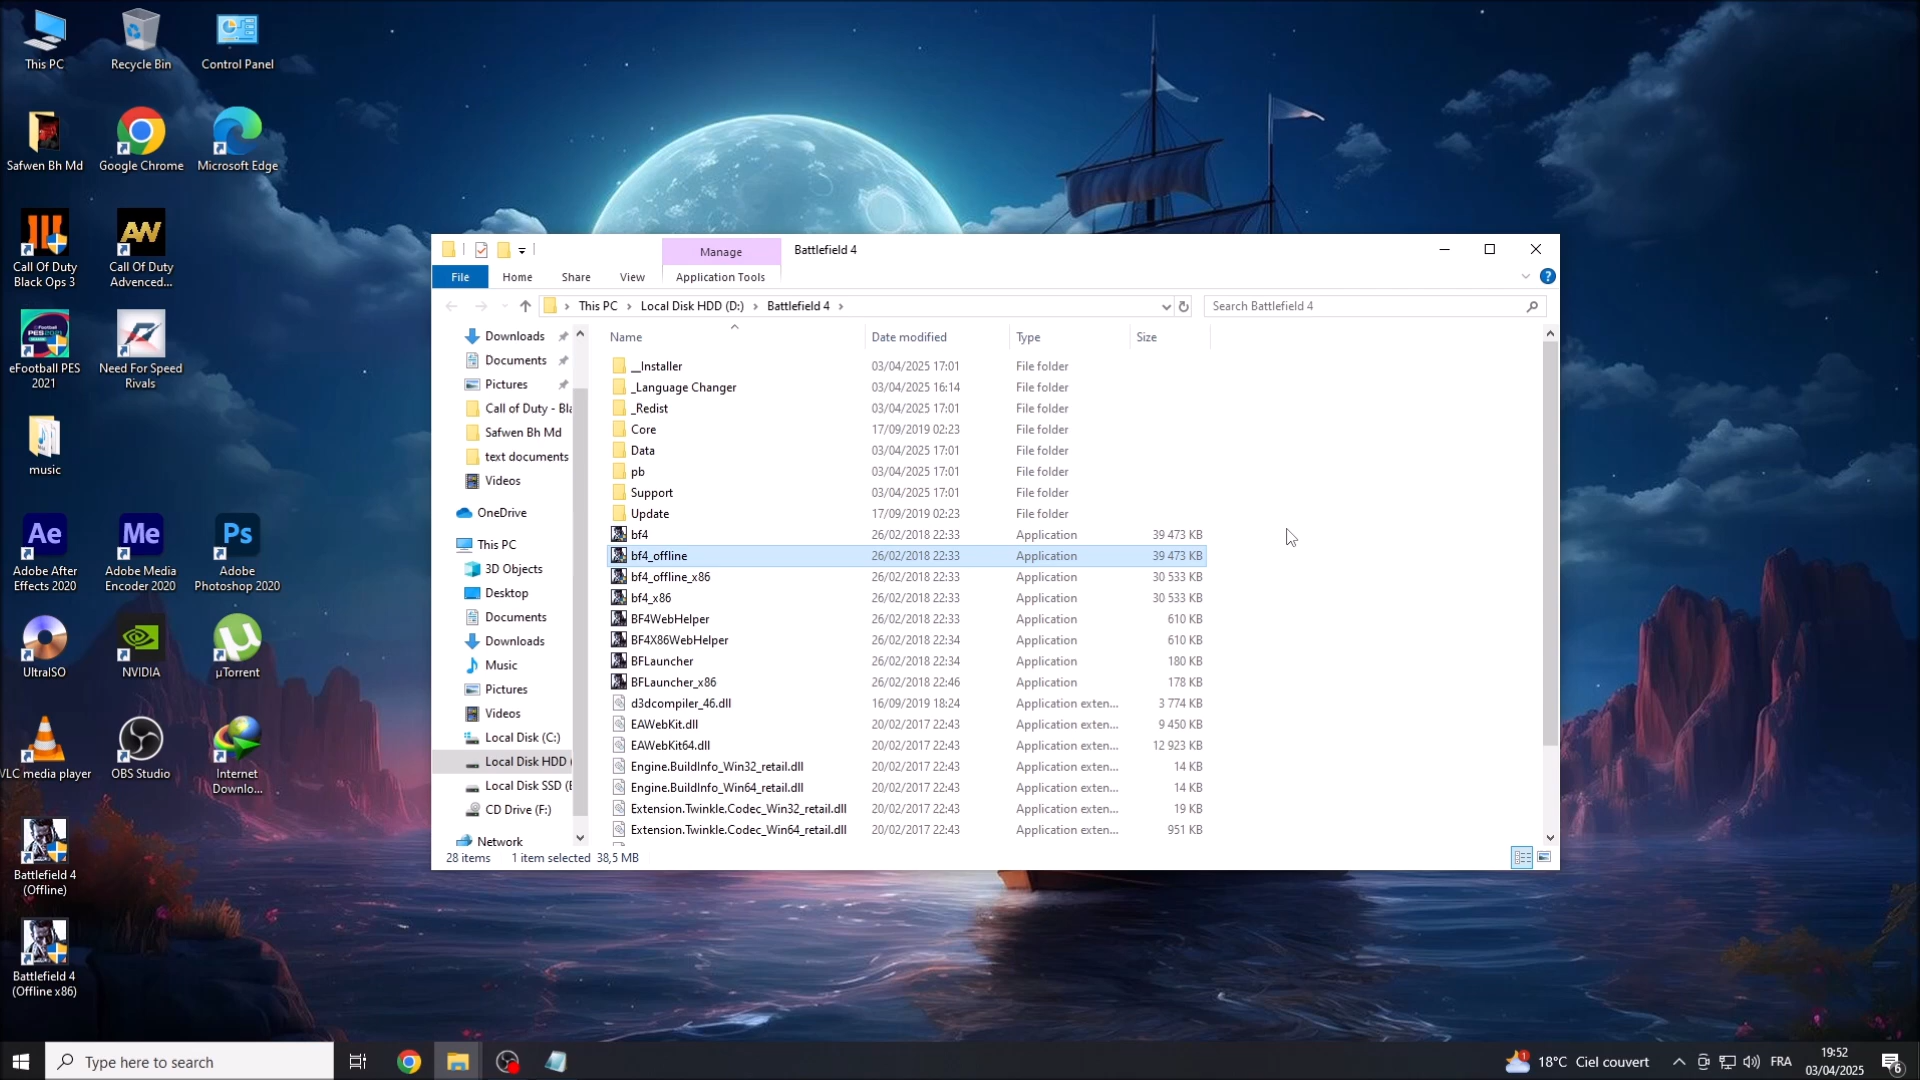 This PC
Recycle Bin
Control Panel
Safwen Bh Md
Google Chrome
Microsoft Edge
Call Of Duty
Black Ops 3
AW
Call Of Duty
Advanced...
eFootball PES
2021
Need For Speed
Rivals
music
Ae
Adobe After
Effects 2020
Me
Adobe Media
Encoder 2020
Ps
Adobe
Photoshop 2020
UltraISO
NVIDIA
µTorrent
VLC media player
OBS Studio
Internet
Downlo...
Battlefield 4
(Offline)
Battlefield 4
(Offline x86)
Manage
Battlefield 4
File
Home
Share
View
Application Tools
This PC
Local Disk HDD (D:)
Battlefield 4
Search Battlefield 4
Downloads
Documents
Pictures
Call of Duty - Bla
Safwen Bh Md
text documents
Videos
OneDrive
This PC
3D Objects
Desktop
Documents
Downloads
Music
Pictures
Videos
Local Disk (C:)
Local Disk HDD (
Local Disk SSD (E
CD Drive (F:)
Network
Name Date modified Type Size
__Installer 03/04/2025 17:01 File folder
_Language Changer 03/04/2025 16:14 File folder
_Redist 03/04/2025 17:01 File folder
Core 17/09/2019 02:23 File folder
Data 03/04/2025 17:01 File folder
pb 03/04/2025 17:01 File folder
Support 03/04/2025 17:01 File folder
Update 17/09/2019 02:23 File folder
bf4 26/02/2018 22:33 Application 39 473 KB
bf4_offline 26/02/2018 22:33 Application 39 473 KB
bf4_offline_x86 26/02/2018 22:33 Application 30 533 KB
bf4_x86 26/02/2018 22:33 Application 30 533 KB
BF4WebHelper 26/02/2018 22:33 Application 610 KB
BF4X86WebHelper 26/02/2018 22:34 Application 610 KB
BFLauncher 26/02/2018 22:34 Application 180 KB
BFLauncher_x86 26/02/2018 22:46 Application 178 KB
d3dcompiler_46.dll 16/09/2019 18:24 Application exten... 3 774 KB
EAWebKit.dll 20/02/2017 22:43 Application exten... 9 450 KB
EAWebKit64.dll 20/02/2017 22:43 Application exten... 12 923 KB
Engine.BuildInfo_Win32_retail.dll 20/02/2017 22:43 Application exten... 14 KB
Engine.BuildInfo_Win64_retail.dll 20/02/2017 22:43 Application exten... 14 KB
Extension.Twinkle.Codec_Win32_retail.dll 20/02/2017 22:43 Application exten... 19 KB
Extension.Twinkle.Codec_Win64_retail.dll 20/02/2017 22:43 Application exten... 951 KB
28 items 1 item selected 38,5 MB
Type here to search
1
18°C Ciel couvert
FRA
19:52
03/04/2025
6